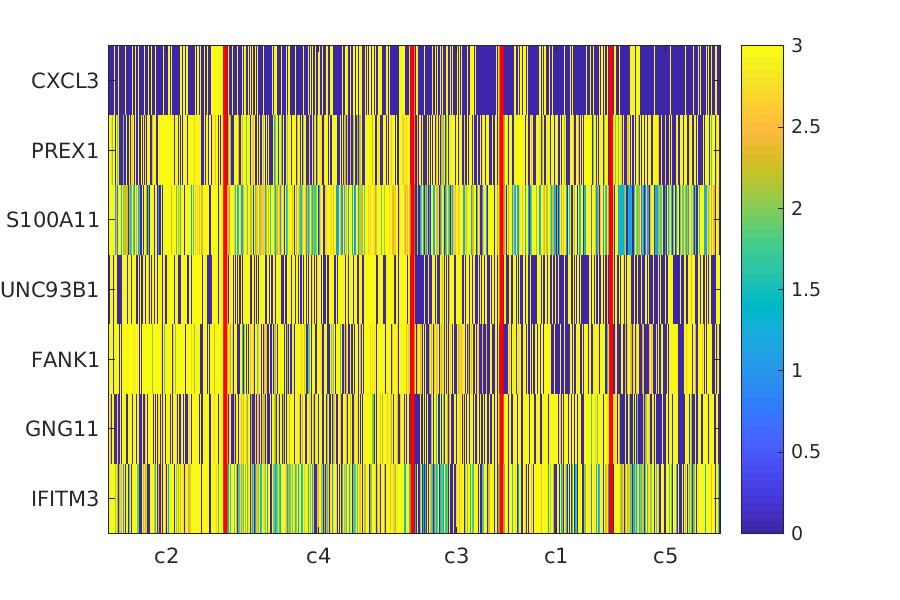 CXCL3
PREX1
S100A11
UNC93B1
FANK1
GNG11
IFITM3
c2 c4 c3 c1 c5
3
2.5
2
1.5
1
0.5
0